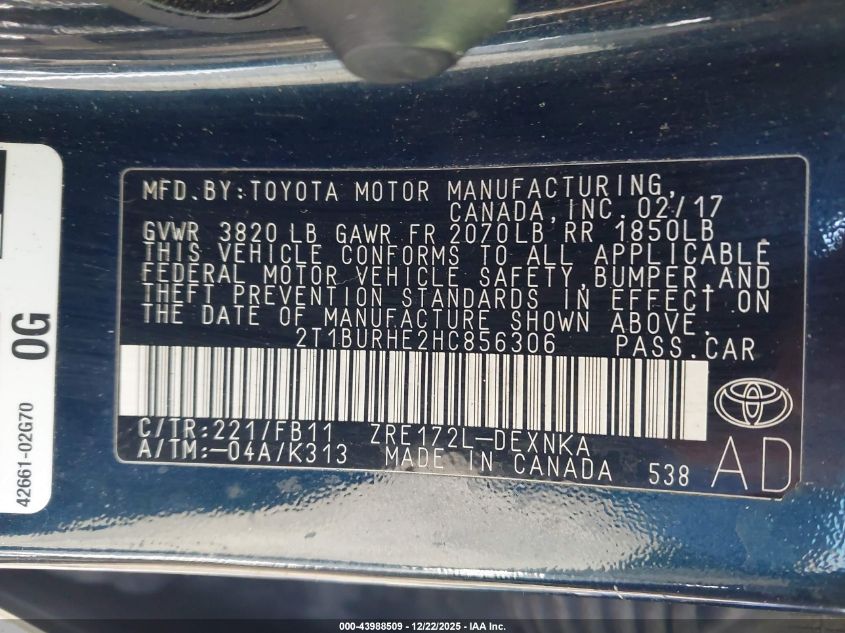 MFD.BY:TOYOTA MOTOR MANUFACTURING,
CANADA,INC. 02/17
GVWR 3820 LB GAWR FR 2070LB RR 1850LB
THIS VEHICLE CONFORMS TO ALL APPLICABLE
FEDERAL MOTOR VEHICLE SAFETY,BUMPER,AND
THEFT PREVENTION STANDARDS IN EFFECT ON
THE DATE OF MANUFACTURE SHOWN ABOVE.
2T1BURHE2HC856306 PASS.CAR
C/TR:221/FB11 ZRE172L-DEXNKA
A/TM:-04A/K313 MADE IN CANADA 538
AD
0G
42661-02G70
000-43988509 - 12/22/2025 - IAA Inc.